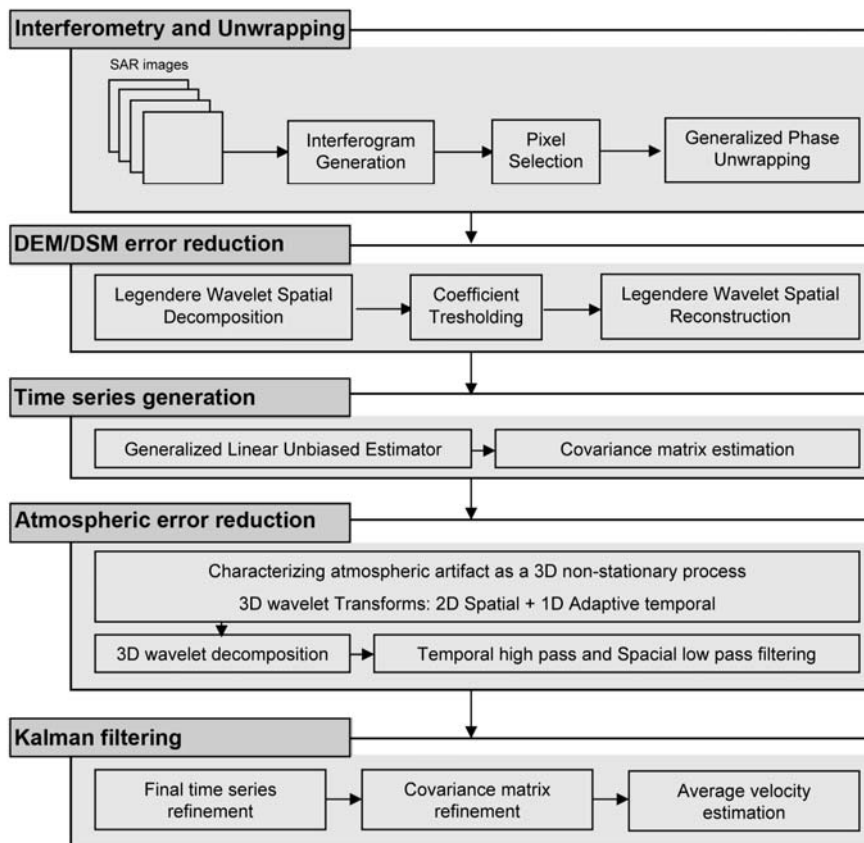 Interferometry and Unwrapping
SAR images
Interferogram
Generation
Pixel
Selection
Generalized Phase
Unwrapping
DEM/DSM error reduction
Legendere Wavelet Spatial
Decomposition
Coefficient
Tresholding
Legendere Wavelet Spatial
Reconstruction
Time series generation
Generalized Linear Unbiased Estimator
Covariance matrix estimation
Atmospheric error reduction
Characterizing atmospheric artifact as a 3D non-stationary process
3D wavelet Transforms: 2D Spatial + 1D Adaptive temporal
3D wavelet decomposition
Temporal high pass and Spacial low pass filtering
Kalman filtering
Final time series
refinement
Covariance matrix
refinement
Average velocity
estimation